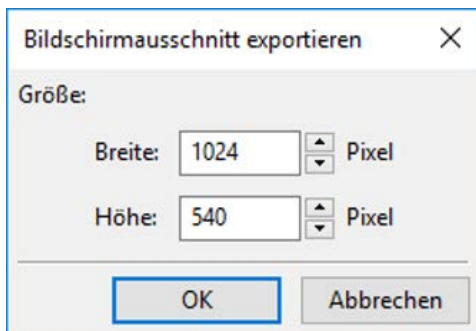 Bildschirmausschnitt exportieren
Größe:
Breite: 1024 Pixel
Höhe: 540 Pixel
OK Abbrechen